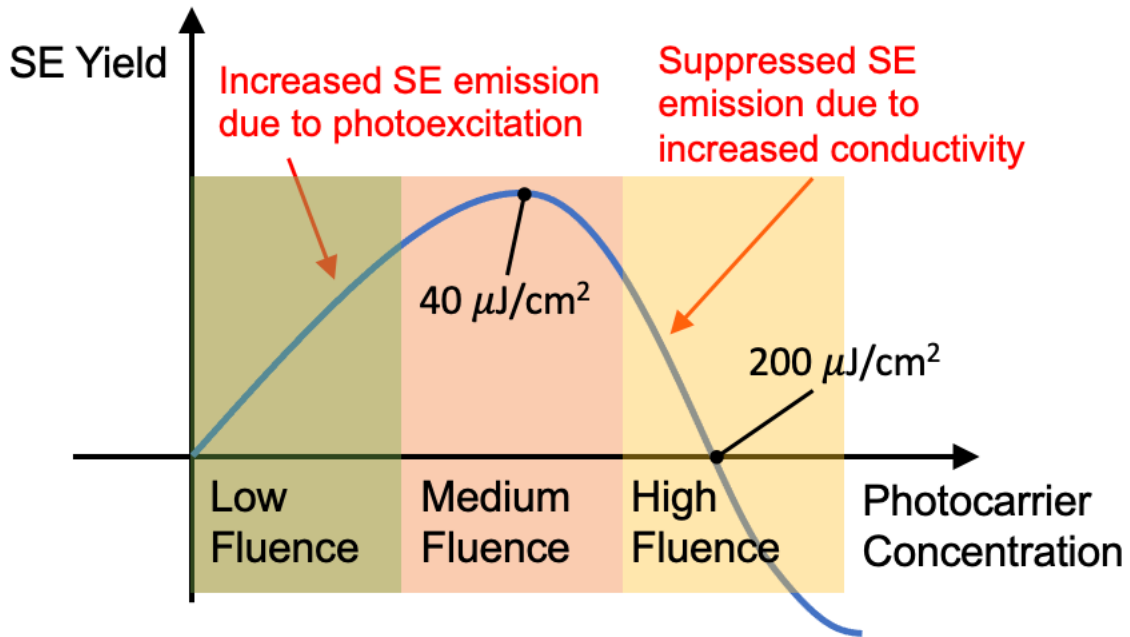 SE Yield
Increased SE emission
due to photoexcitation
Suppressed SE
emission due to
increased conductivity
40 𝜇J/cm²
200 𝜇J/cm²
Low
Fluence
Medium
Fluence
High
Fluence
Photocarrier
Concentration